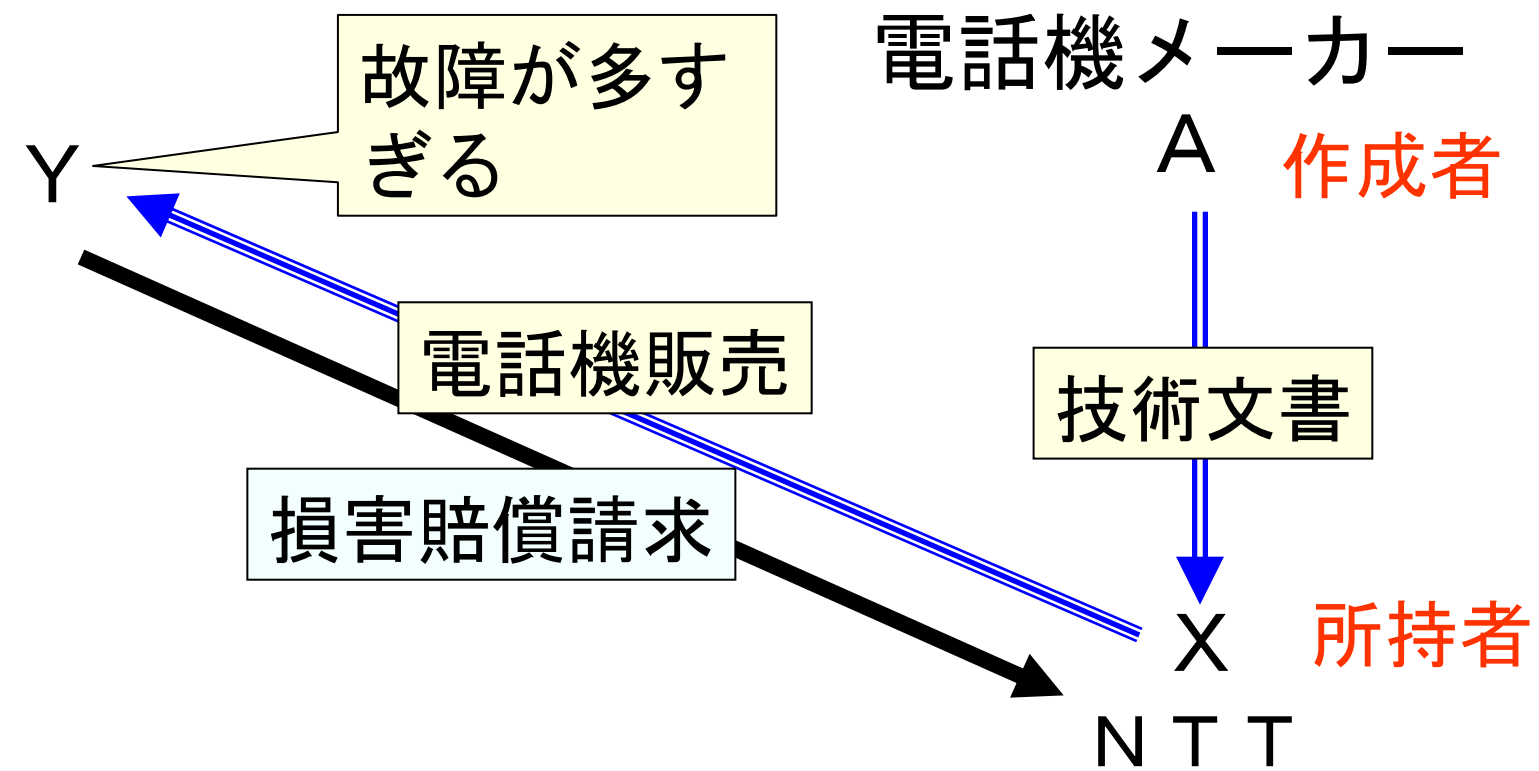 故障が多す
ぎる
電話機メーカー
Y
A
作成者
電話機販売
技術文書
損害賠償請求
X
所持者
ＮＴＴ